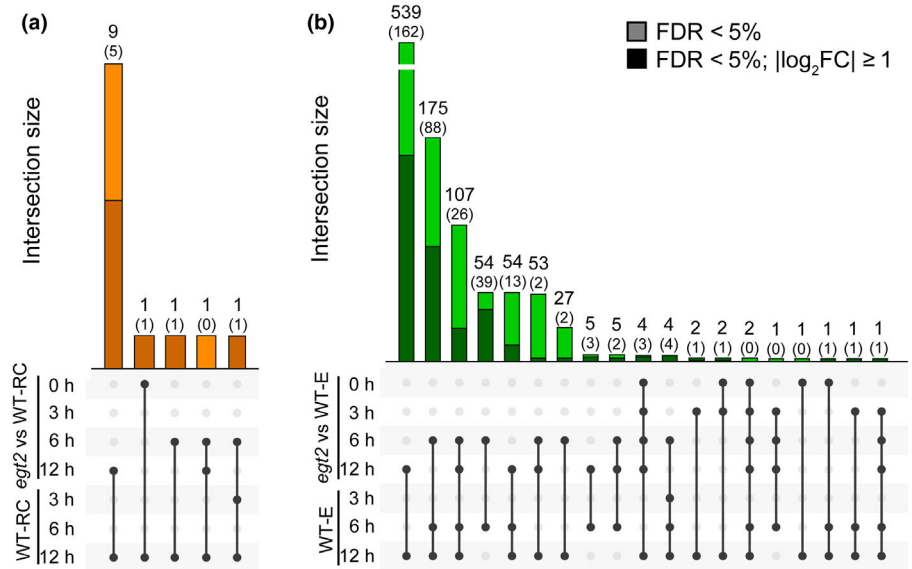 (a)
9
(5)
1
(1)
1
(1)
1
(0)
1
(1)
Intersection size
egt2 vs WT-RC
0 h
3 h
6 h
12 h
WT-RC
3 h
6 h
12 h
(b)
FDR < 5%
FDR < 5%; |log₂FC| ≥ 1
539
(162)
175
(88)
107
(26)
54
(39)
54
(13)
53
(2)
27
(2)
5
(3)
5
(2)
4
(3)
4
(4)
2
(1)
2
(1)
2
(0)
1
(0)
1
(0)
1
(1)
1
(1)
1
(1)
Intersection size
egt2 vs WT-E
0 h
3 h
6 h
12 h
WT-E
3 h
6 h
12 h